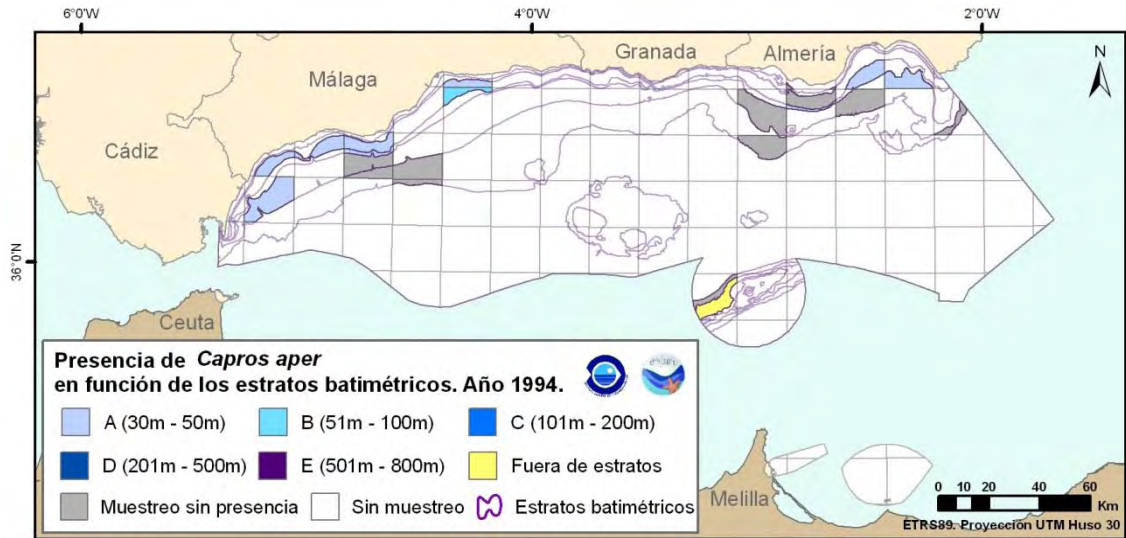 6°0'W 4°0'W 2°0'W
Granada Almería
N
Málaga
Cádiz
36°0'N
Ceuta
Presencia de Capros aper
en función de los estratos batimétricos. Año 1994.
A (30m - 50m) B (51m - 100m) C (101m - 200m)
D (201m - 500m) E (501m - 800m) Fuera de estratos
Muestreo sin presencia Sin muestreo Estratos batimétricos
Melilla
0 10 20 40 60
Km
ETRS89. Proyección UTM Huso 30